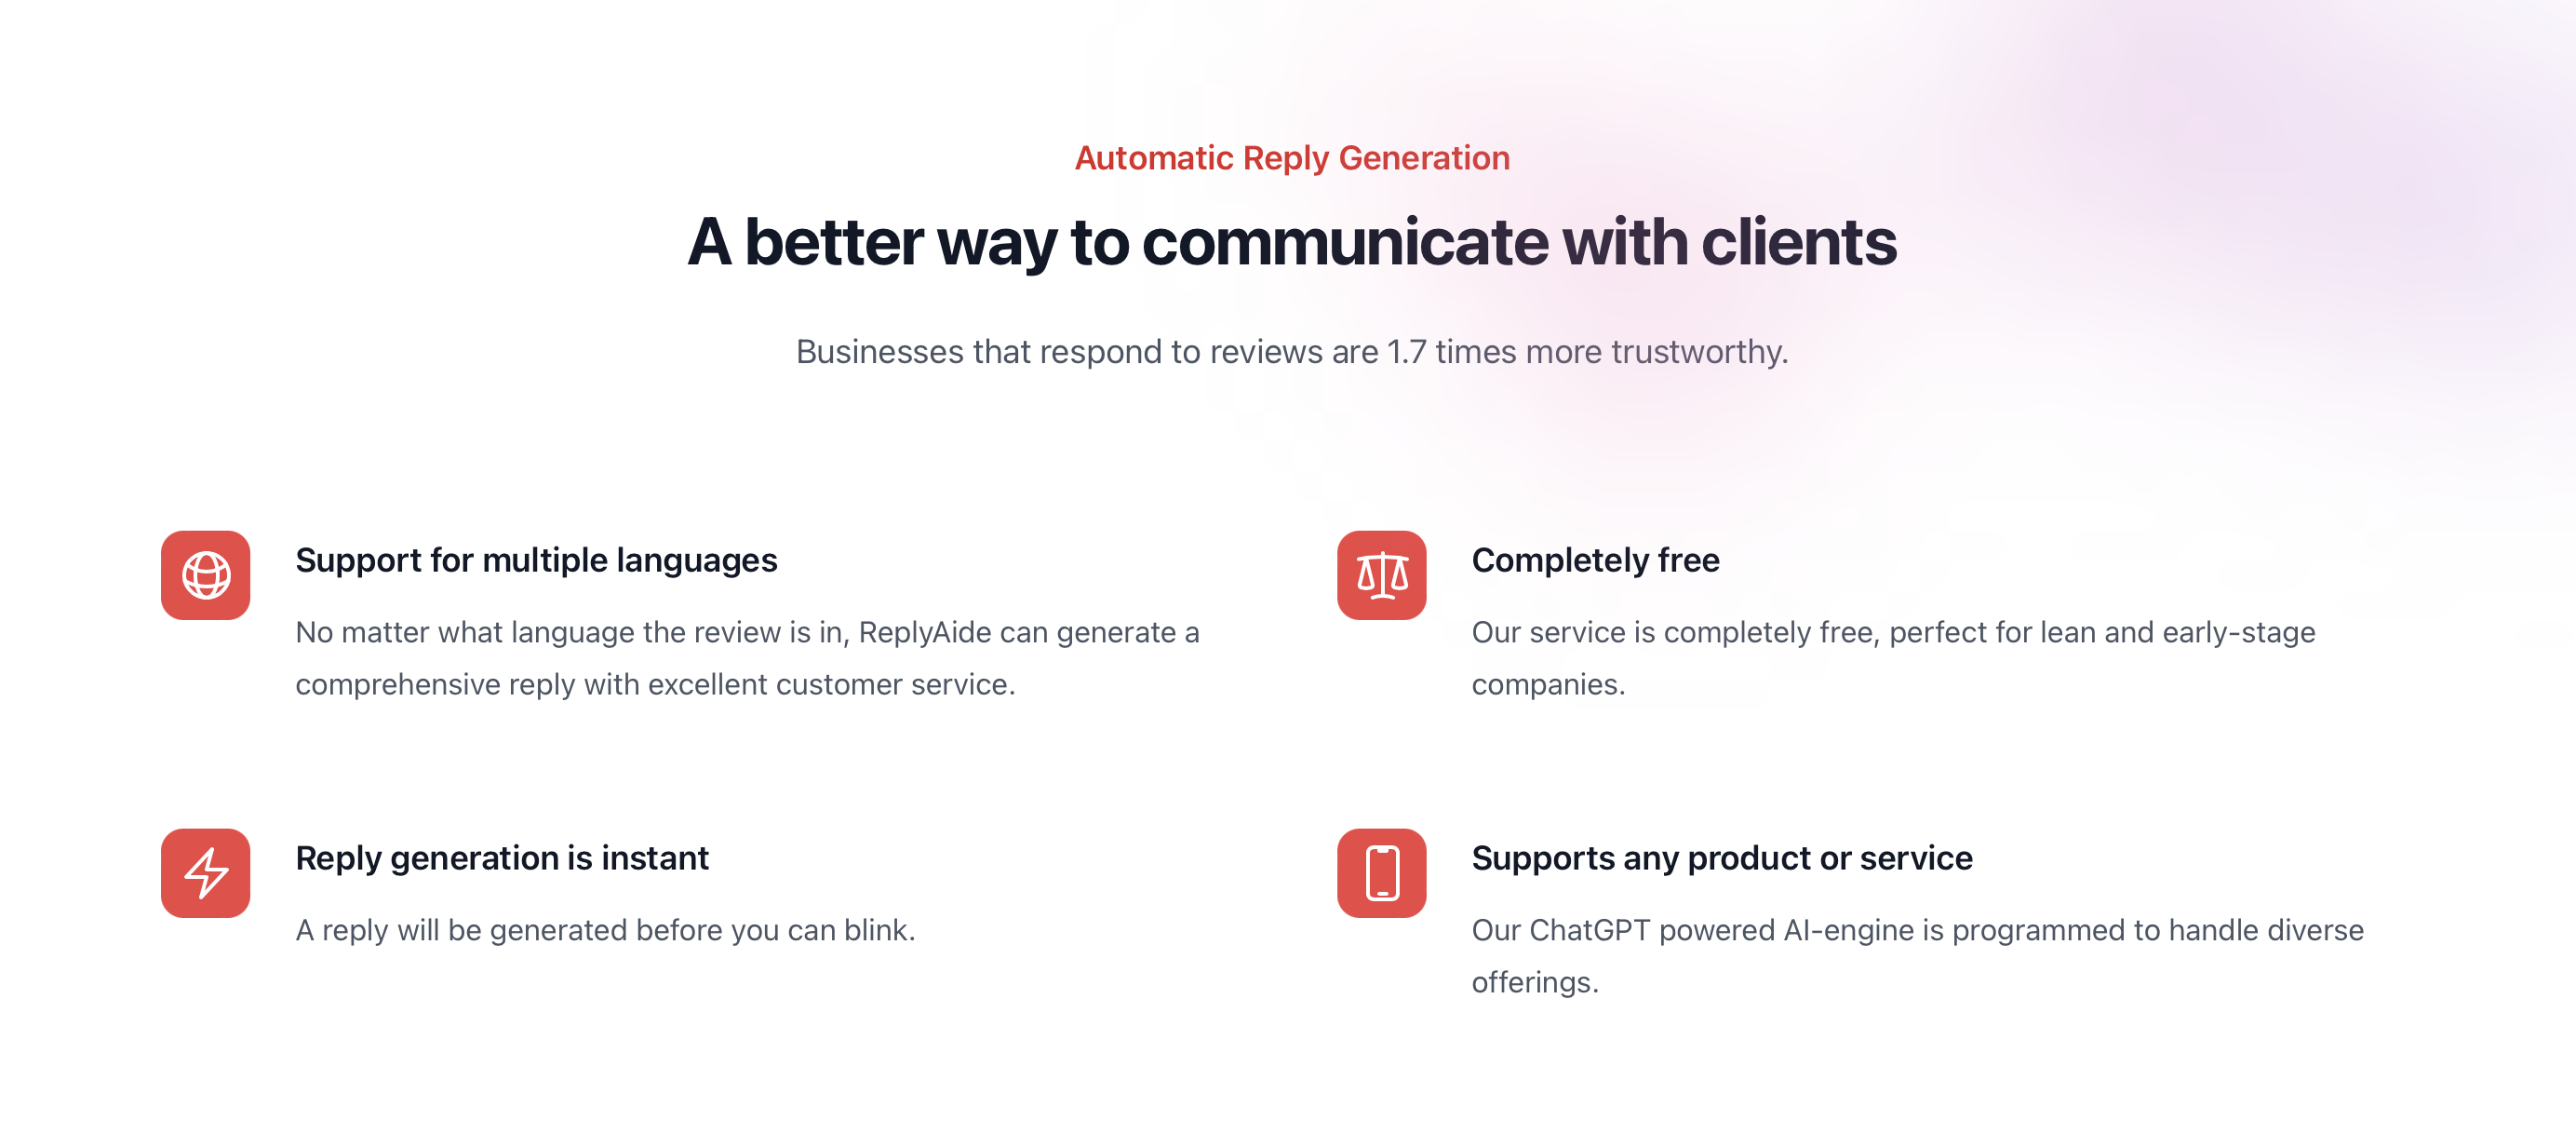 Automatic Reply Generation
A better way to communicate with clients
Businesses that respond to reviews are 1.7 times more trustworthy.
Support for multiple languages
No matter what language the review is in, ReplyAide can generate a
comprehensive reply with excellent customer service.
Completely free
Our service is completely free, perfect for lean and early-stage
companies.
Reply generation is instant
A reply will be generated before you can blink.
Supports any product or service
Our ChatGPT powered AI-engine is programmed to handle diverse
offerings.